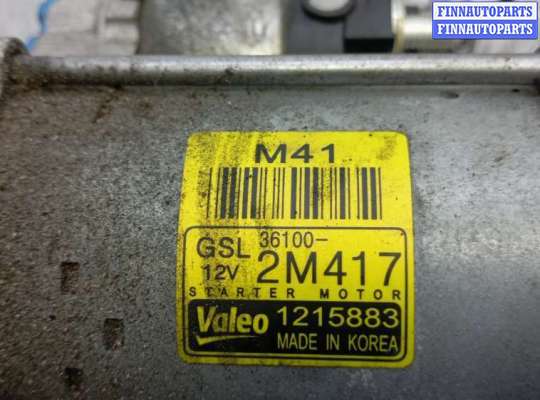 FINNAUTOPARTS
FINNAUTOPARTS
M41
GSL 36100-
12V 2M417
STARTER MOTOR
Valeo 1215883
MADE IN KOREA